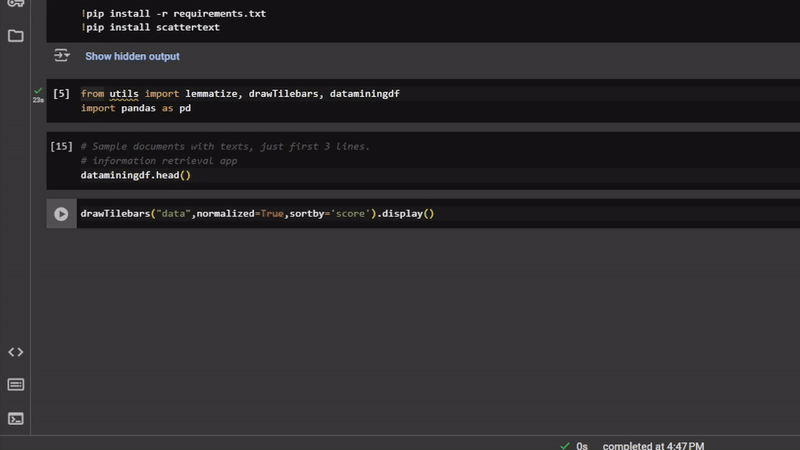 !pip install -r requirements.txt
!pip install scattertext
Show hidden output
23s
[5] from utils import lemmatize, drawTilebars, dataminingdf
import pandas as pd
[15] # Sample documents with texts, just first 3 lines.
# information retrieval app
dataminingdf.head()
drawTilebars("data",normalized=True,sortby='score').display()
0s completed at 4:47 PM